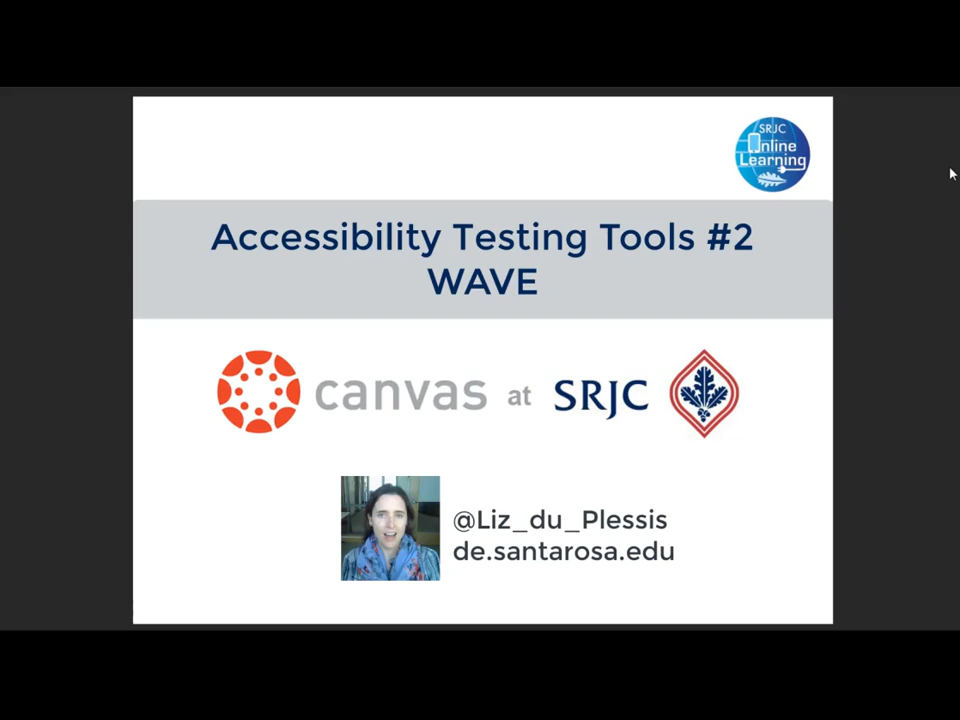 SRJC
Online
Learning
Accessibility Testing Tools #2
WAVE
canvas at SRJC
@Liz_du_Plessis
de.santarosa.edu